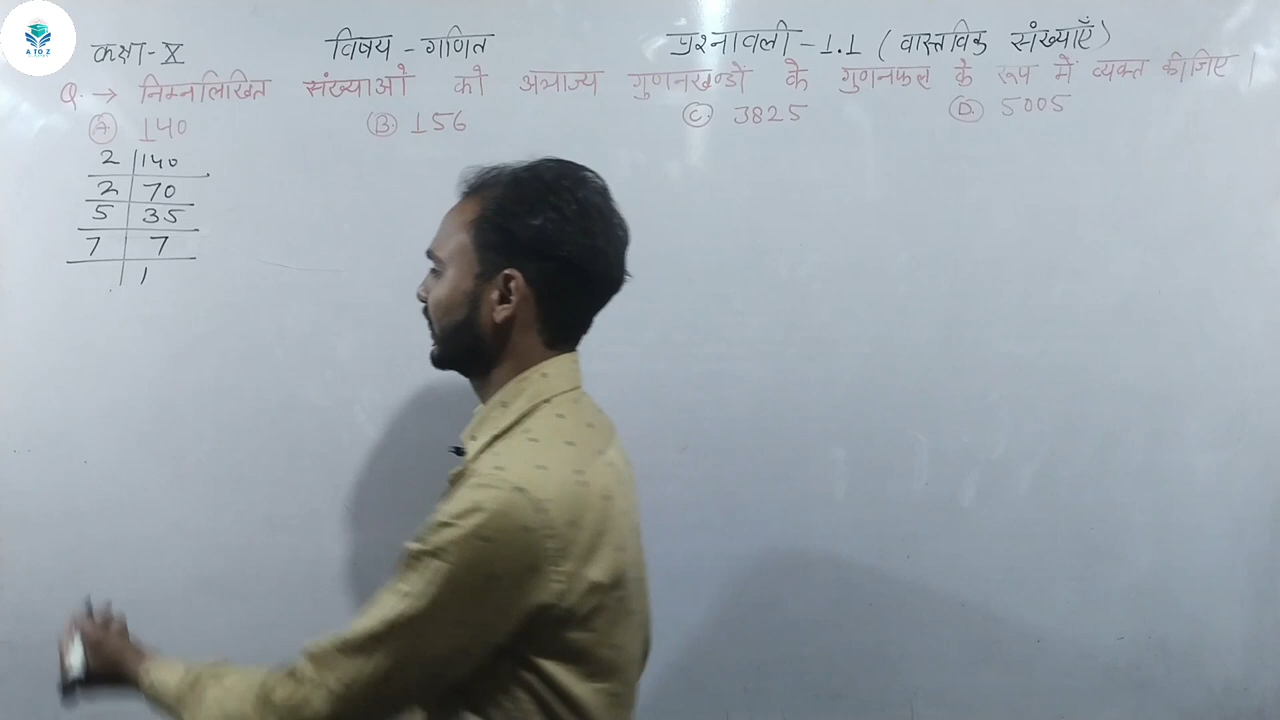 A TO Z
कक्षा - X विषय - गणित प्रश्नावली - 1.1 ( वास्तविक संख्याएँ )
Q. → निम्नलिखित संख्याओं को अभाज्य गुणनखण्डों के गुणनफल के रूप में व्यक्त कीजिए |
(A) 140 (B) 156 (C) 3825 (D) 5005
2 | 140
2 | 70
5 | 35
7 | 7
| 1